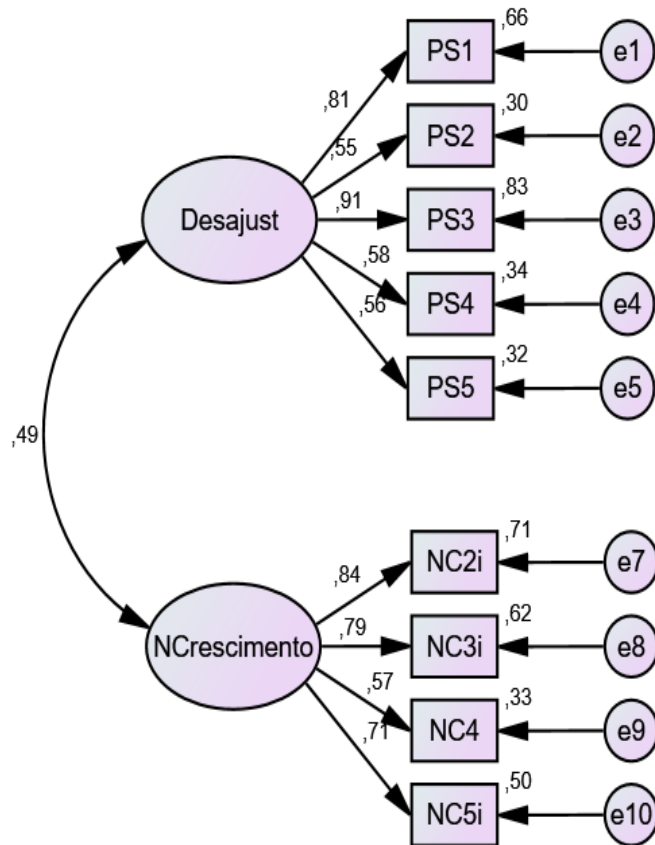 ,66
PS1
e1
,81
,30
PS2
e2
,55
,83
PS3
e3
,91
Desajust
,34
PS4
e4
,58
,32
PS5
e5
,56
,49
,71
NC2i
e7
,84
,62
NC3i
e8
,79
NCrescimento
,33
NC4
e9
,57
,50
NC5i
e10
,71